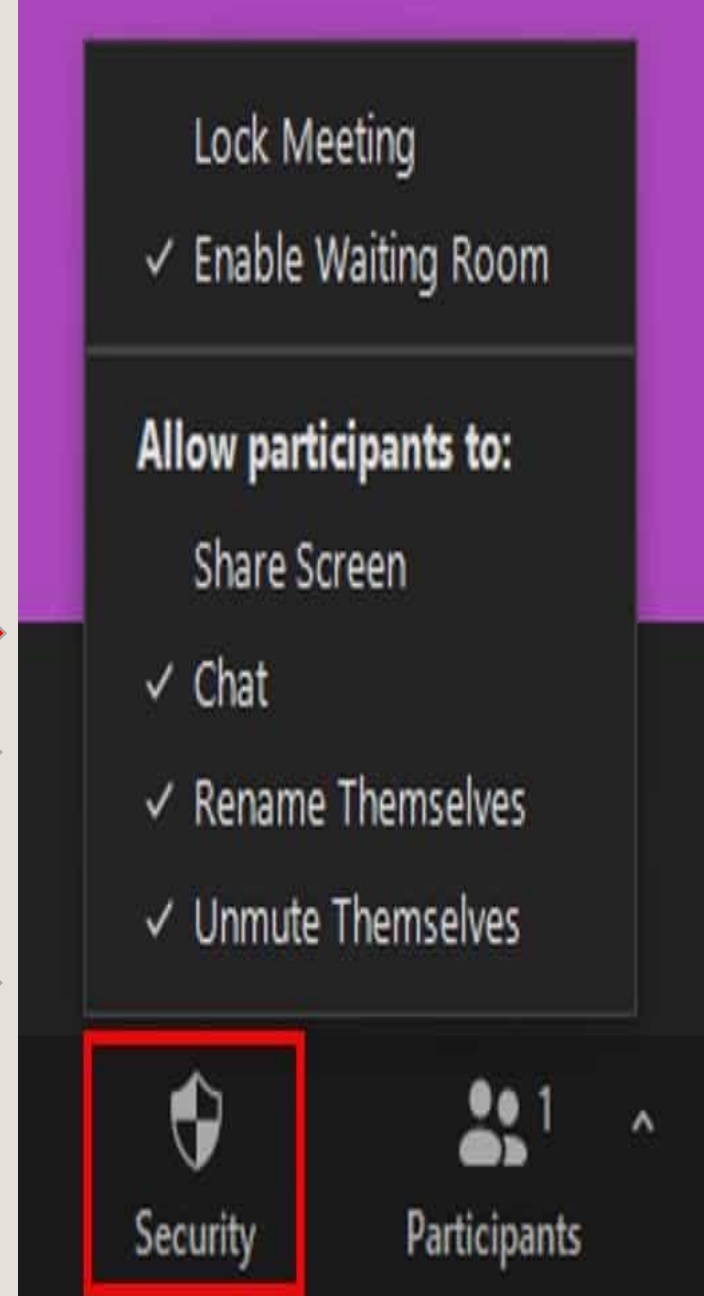 Lock Meeting
✓ Enable Waiting Room
Allow participants to:
Share Screen
✓ Chat
✓ Rename Themselves
✓ Unmute Themselves
1
Security Participants